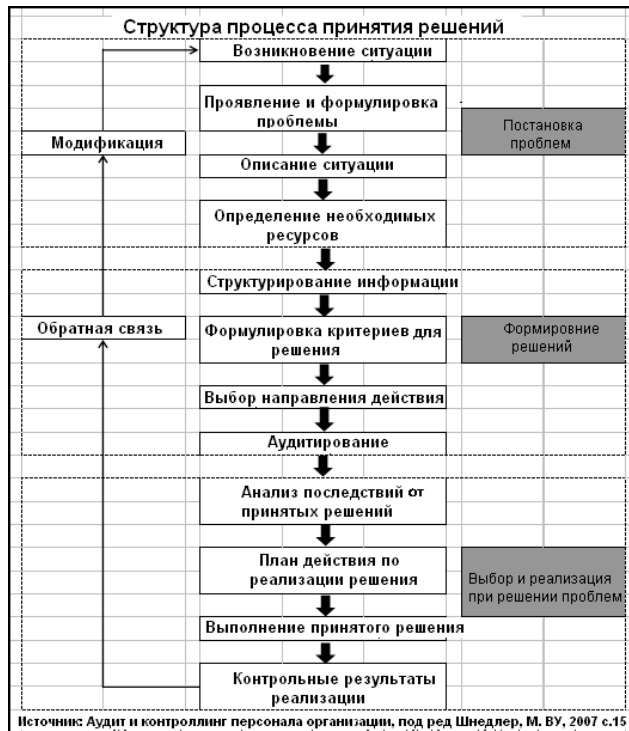 Структура процесса принятия решений
Возникновение ситуации
Проявление и формулировка
проблемы
Постановка
проблем
Модификация
Описание ситуации
Определение необходимых
ресурсов
Структурирование информации
Обратная связь
Формулировка критериев для
решения
Формировние
решений
Выбор направления действия
Аудитирование
Анализ последствий от
принятых решений
План действия по
реализации решения
Выбор и реализация
при решении проблем
Выполнение принятого решения
Контрольные результаты
реализации
Источник: Аудит и контроллинг персонала организации, под ред Шнедлер, М. ВУ, 2007 с.15